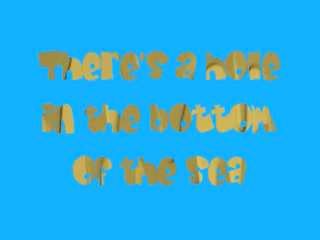 There's a hole
in the bottom
of the sea